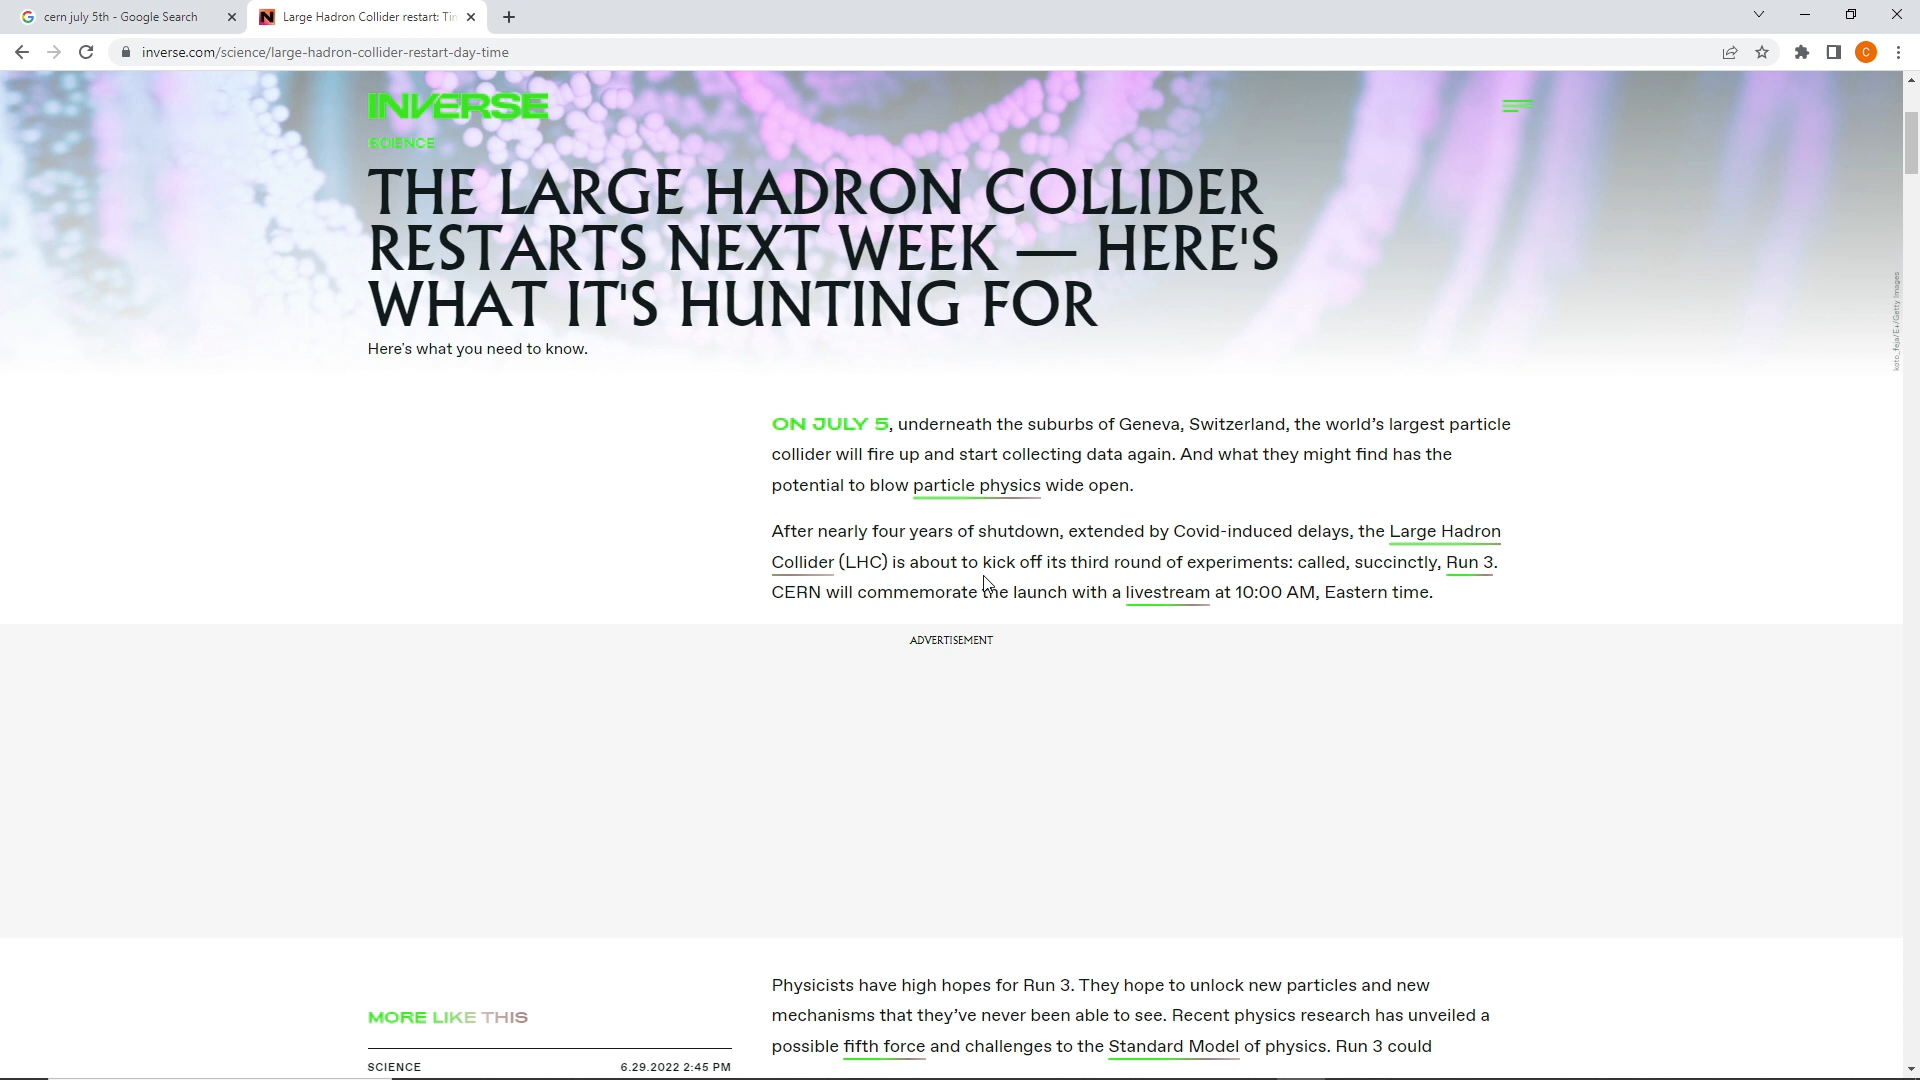 cern july 5th - Google Search
Large Hadron Collider restart: Tim
inverse.com/science/large-hadron-collider-restart-day-time
C
INVERSE
SCIENCE
THE LARGE HADRON COLLIDER
RESTARTS NEXT WEEK — HERE'S
WHAT IT'S HUNTING FOR
Here's what you need to know.
koto_feja/E+/Getty Images
ON JULY 5, underneath the suburbs of Geneva, Switzerland, the world’s largest particle
collider will fire up and start collecting data again. And what they might find has the
potential to blow particle physics wide open.
After nearly four years of shutdown, extended by Covid-induced delays, the Large Hadron
Collider (LHC) is about to kick off its third round of experiments: called, succinctly, Run 3.
CERN will commemorate the launch with a livestream at 10:00 AM, Eastern time.
ADVERTISEMENT
Physicists have high hopes for Run 3. They hope to unlock new particles and new
mechanisms that they’ve never been able to see. Recent physics research has unveiled a
possible fifth force and challenges to the Standard Model of physics. Run 3 could
MORE LIKE THIS
SCIENCE 6.29.2022 2:45 PM